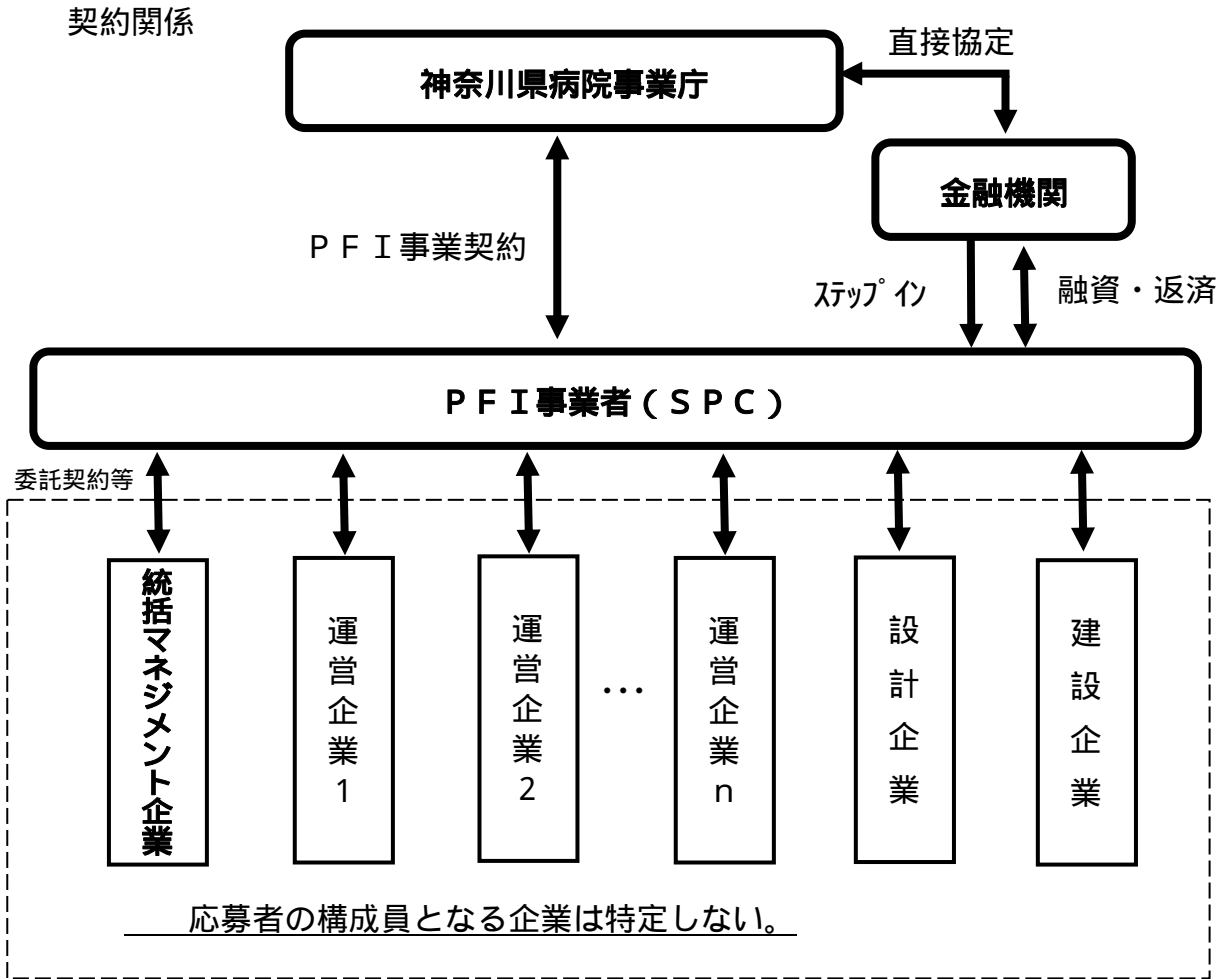 契約関係
直接協定
神奈川県病院事業庁
金融機関
ＰＦＩ事業契約
ｽﾃｯﾌﾟｲﾝ
融資・返済
ＰＦＩ事業者(ＳＰＣ)
委託契約等
統括マネジメント企業
運営企業1
運営企業2
…
運営企業n
設計企業
建設企業
応募者の構成員となる企業は特定しない。